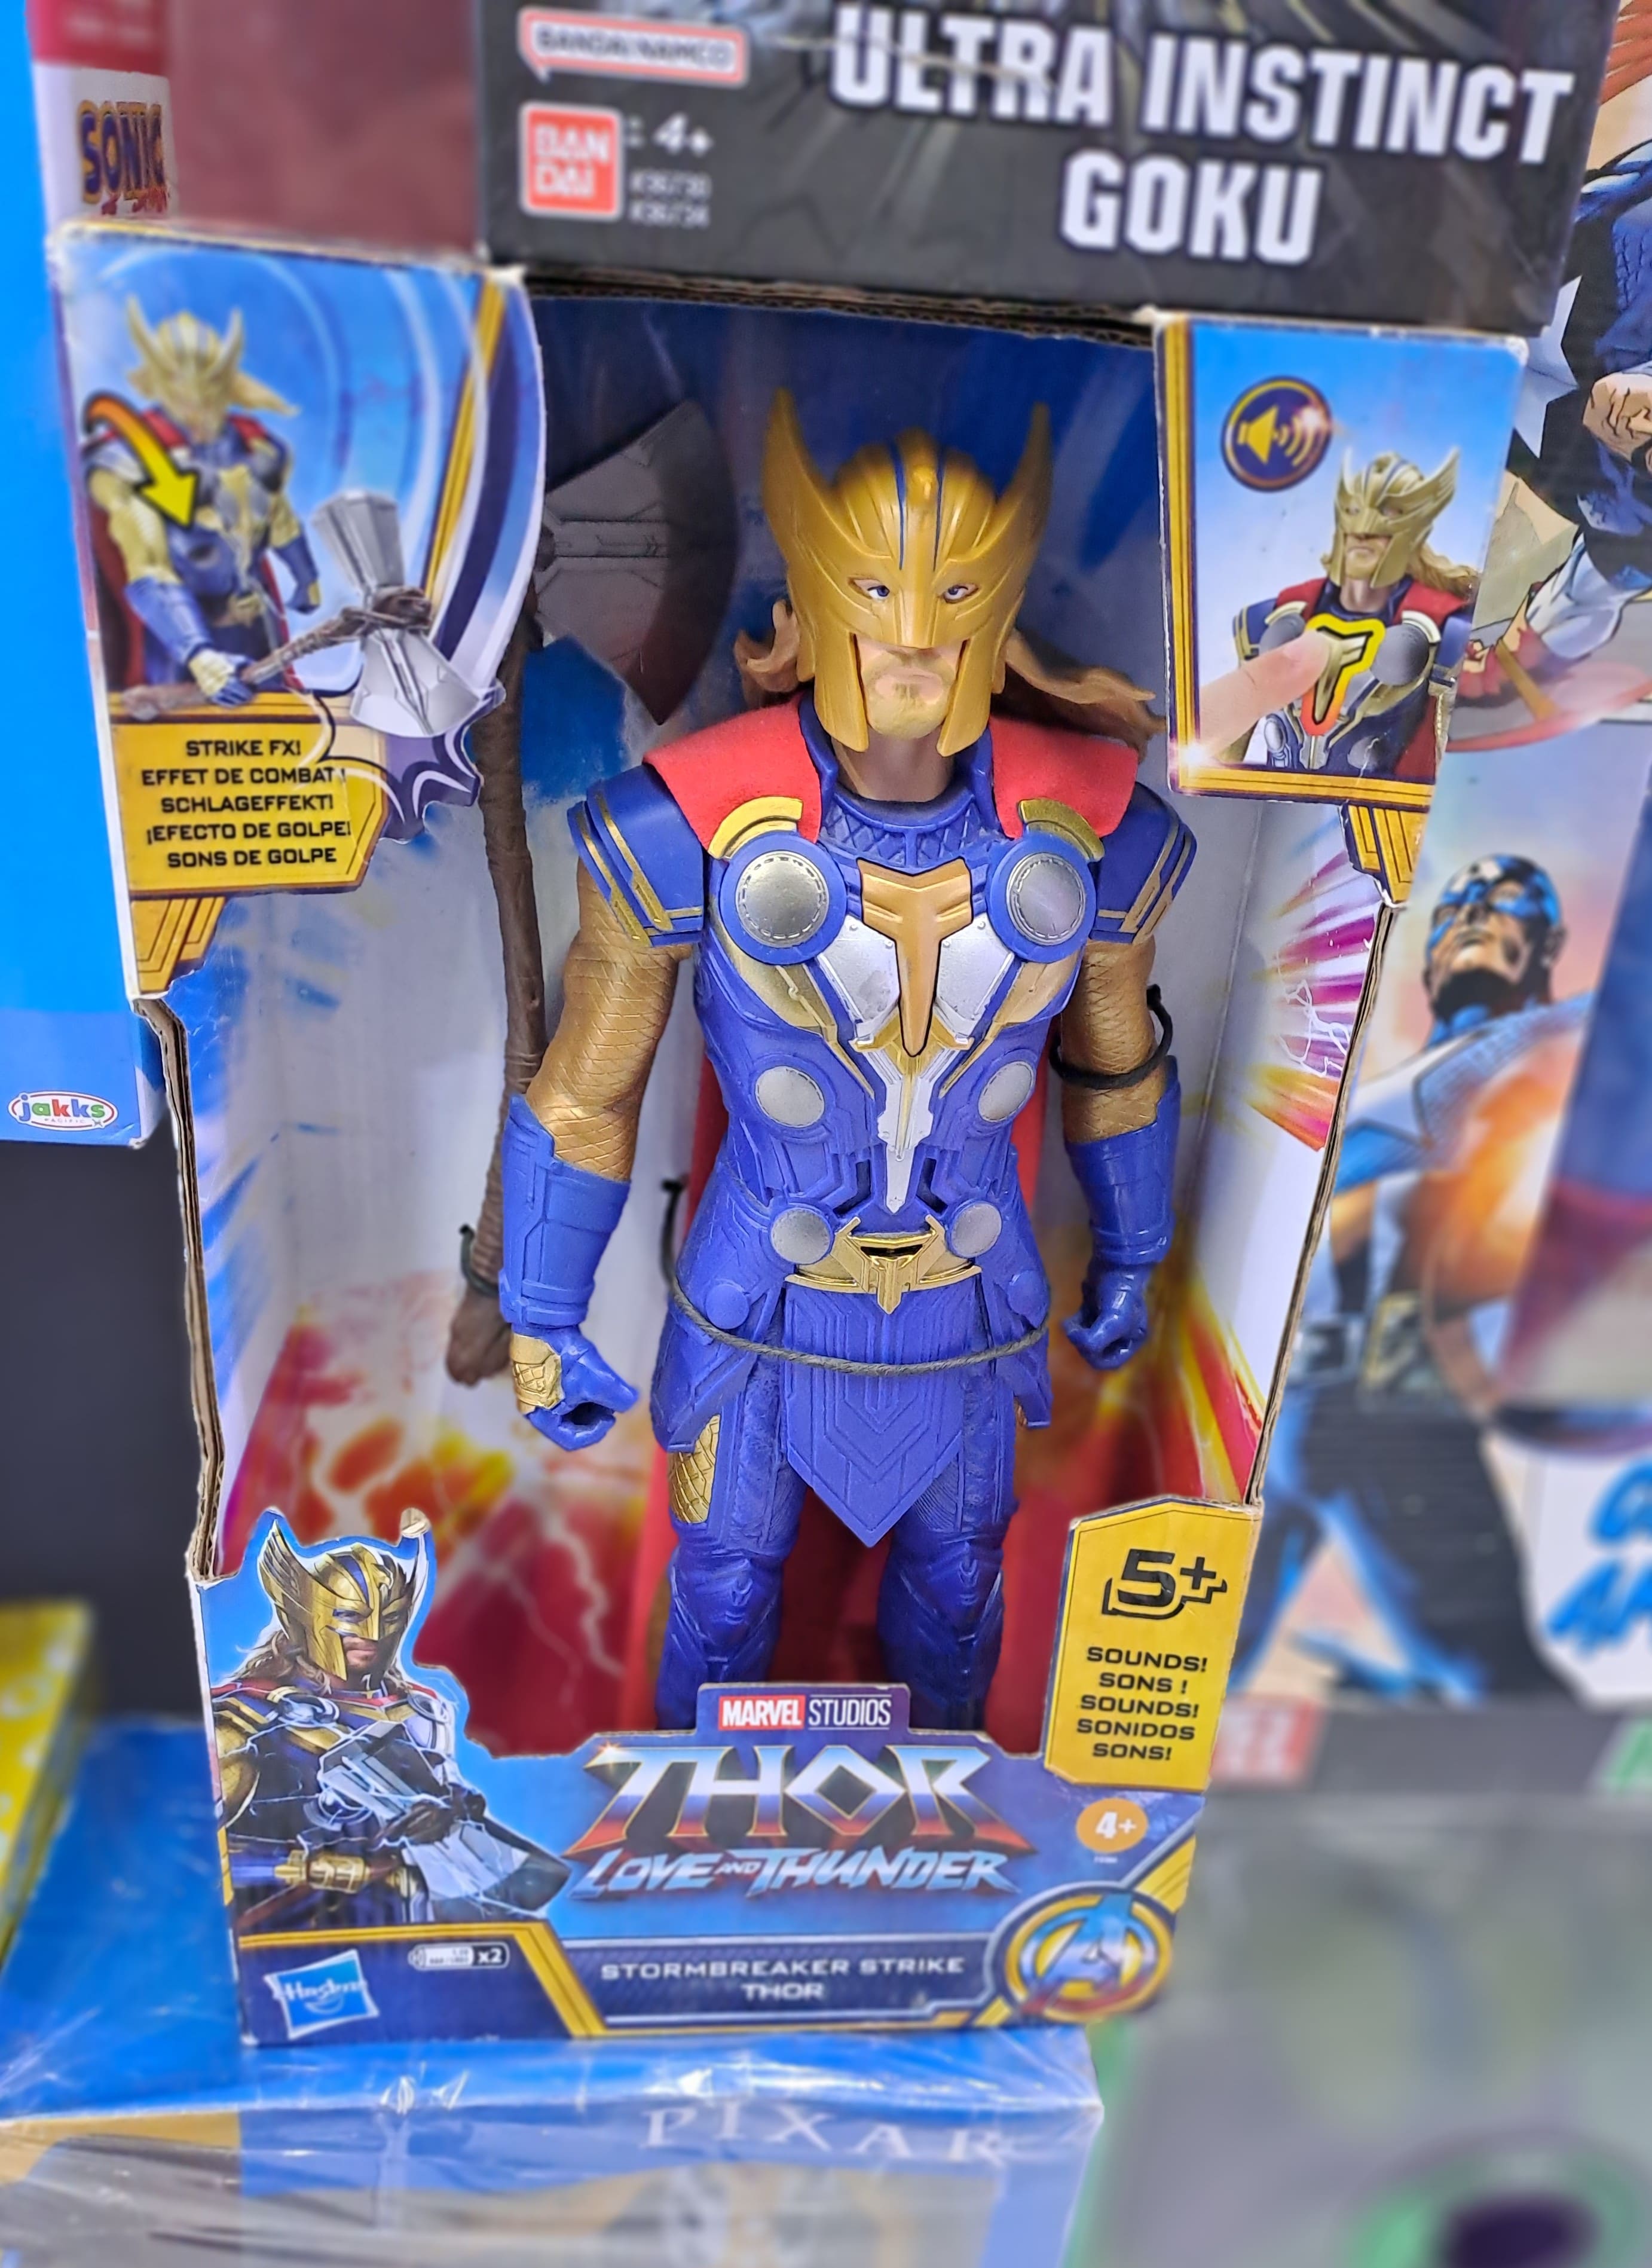 BANDAI NAMCO
ULTRA INSTINCT
GOKU
BAN
DAI
4+
SONIC
STRIKE FX!
EFFET DE COMBAT!
SCHLAGEFFEKT!
¡EFECTO DE GOLPE!
SONS DE GOLPE
jakks
PACIFIC
5+
SOUNDS!
SONS !
SOUNDS!
SONIDOS
SONS!
MARVEL STUDIOS
THOR
LOVE AND THUNDER
4+
STORMBREAKER STRIKE
THOR
Hasbro
x2
A
PIXAR